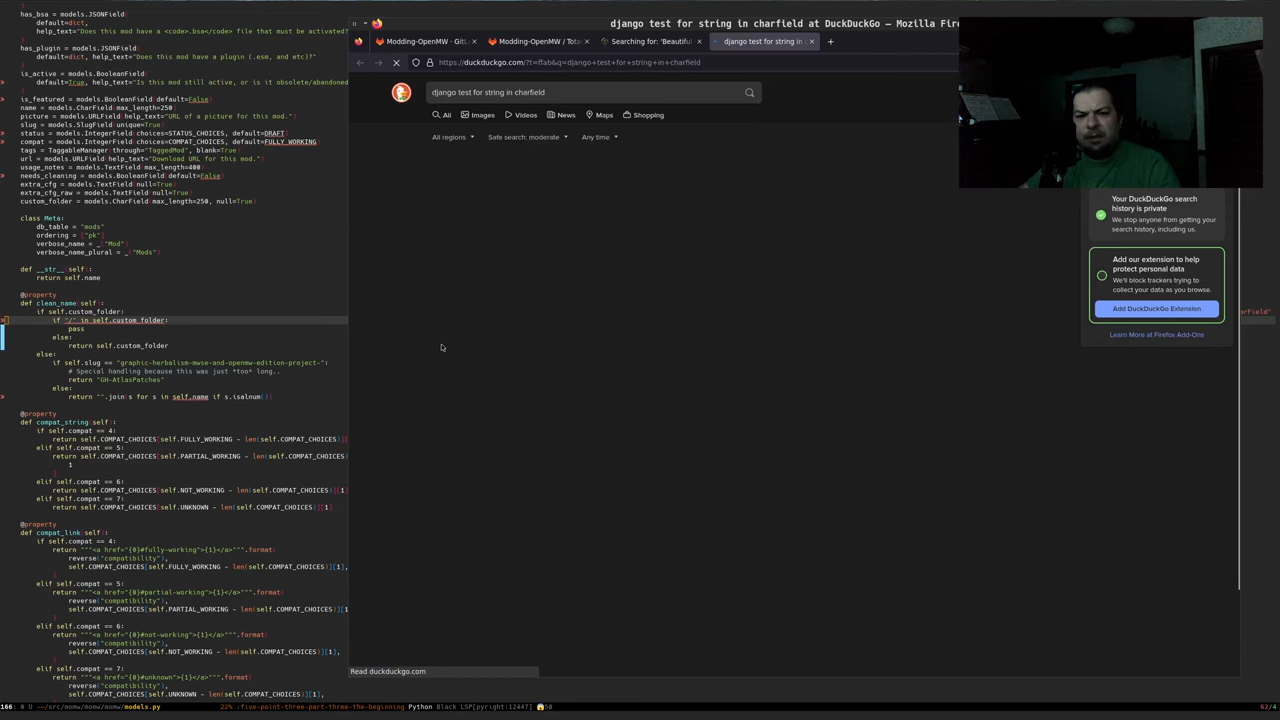 has_bsa = models.JSONField(
default=dict,
help_text="Does this mod have a <code>.bsa</code> file that must be activated?
has_plugin = models.JSONField(
default=dict, help_text="Does this mod have a plugin (.esm, and etc)?"
is_active = models.BooleanField(
default=True, help_text="Is this mod still active, or is it obsolete/abandoned
is_featured = models.BooleanField(default=False)
name = models.CharField(max_length=250)
picture = models.URLField(help_text="URL of a picture for this mod.")
slug = models.SlugField(unique=True)
status = models.IntegerField(choices=STATUS_CHOICES, default=DRAFT)
compat = models.IntegerField(choices=COMPAT_CHOICES, default=FULLY_WORKING)
tags = TaggableManager(through="TaggedMod", blank=True)
url = models.URLField(help_text="Download URL for this mod.")
usage_notes = models.TextField(max_length=400)
needs_cleaning = models.BooleanField(default=False)
extra_cfg = models.TextField(null=True)
extra_cfg_raw = models.TextField(null=True)
custom_folder = models.CharField(max_length=250, null=True)
class Meta:
db_table = "mods"
ordering = ["pk"]
verbose_name = _("Mod")
verbose_name_plural = _("Mods")
def __str__(self):
return self.name
@property
def clean_name(self):
if self.custom_folder:
if "/" in self.custom_folder:
pass
else:
return self.custom_folder
else:
if self.slug == "graphic-herbalism-mwse-and-openmw-edition-project-":
# Special handling because this was just *too* long..
return "GH-AtlasPatches"
else:
return "".join(s for s in self.name if s.isalnum())
@property
def compat_string(self):
if self.compat == 4:
return self.COMPAT_CHOICES[self.FULLY_WORKING - len(self.COMPAT_CHOICES)][
elif self.compat == 5:
return self.COMPAT_CHOICES[self.PARTIAL_WORKING - len(self.COMPAT_CHOICES)
1
]
elif self.compat == 6:
return self.COMPAT_CHOICES[self.NOT_WORKING - len(self.COMPAT_CHOICES)][1]
elif self.compat == 7:
return self.COMPAT_CHOICES[self.UNKNOWN - len(self.COMPAT_CHOICES)][1]
@property
def compat_link(self):
if self.compat == 4:
return """<a href="{0}#fully-working">{1}</a>""".format(
reverse("compatibility"),
self.COMPAT_CHOICES[self.FULLY_WORKING - len(self.COMPAT_CHOICES)][1],
)
elif self.compat == 5:
return """<a href="{0}#partial-working">{1}</a>""".format(
reverse("compatibility"),
self.COMPAT_CHOICES[self.PARTIAL_WORKING - len(self.COMPAT_CHOICES)][1
)
elif self.compat == 6:
return """<a href="{0}#not-working">{1}</a>""".format(
reverse("compatibility"),
self.COMPAT_CHOICES[self.NOT_WORKING - len(self.COMPAT_CHOICES)][1],
)
elif self.compat == 7:
return """<a href="{0}#unknown">{1}</a>""".format(
reverse("compatibility"),
self.COMPAT_CHOICES[self.UNKNOWN - len(self.COMPAT_CHOICES)][1],
django test for string in charfield at DuckDuckGo — Mozilla Fire
Modding-OpenMW · GitL
Modding-OpenMW / Tota
Searching for: 'Beautiful
django test for string in
https://duckduckgo.com/?t=ffab&q=django+test+for+string+in+charfield
django test for string in charfield
All
Images
Videos
News
Maps
Shopping
All regions
Safe search: moderate
Any time
Your DuckDuckGo search
history is private
We stop anyone from getting your
search history, including us.
Add our extension to help
protect personal data
We'll block trackers trying to
collect your data as you browse.
Add DuckDuckGo Extension
Learn More at Firefox Add-Ons
arField"
Read duckduckgo.com
166: 0 U ~~/src/momw/momw/momw/models.py
22% :five-point-three-part-three-the-beginning
Python Black LSP[pyright:12447]
50
62/4